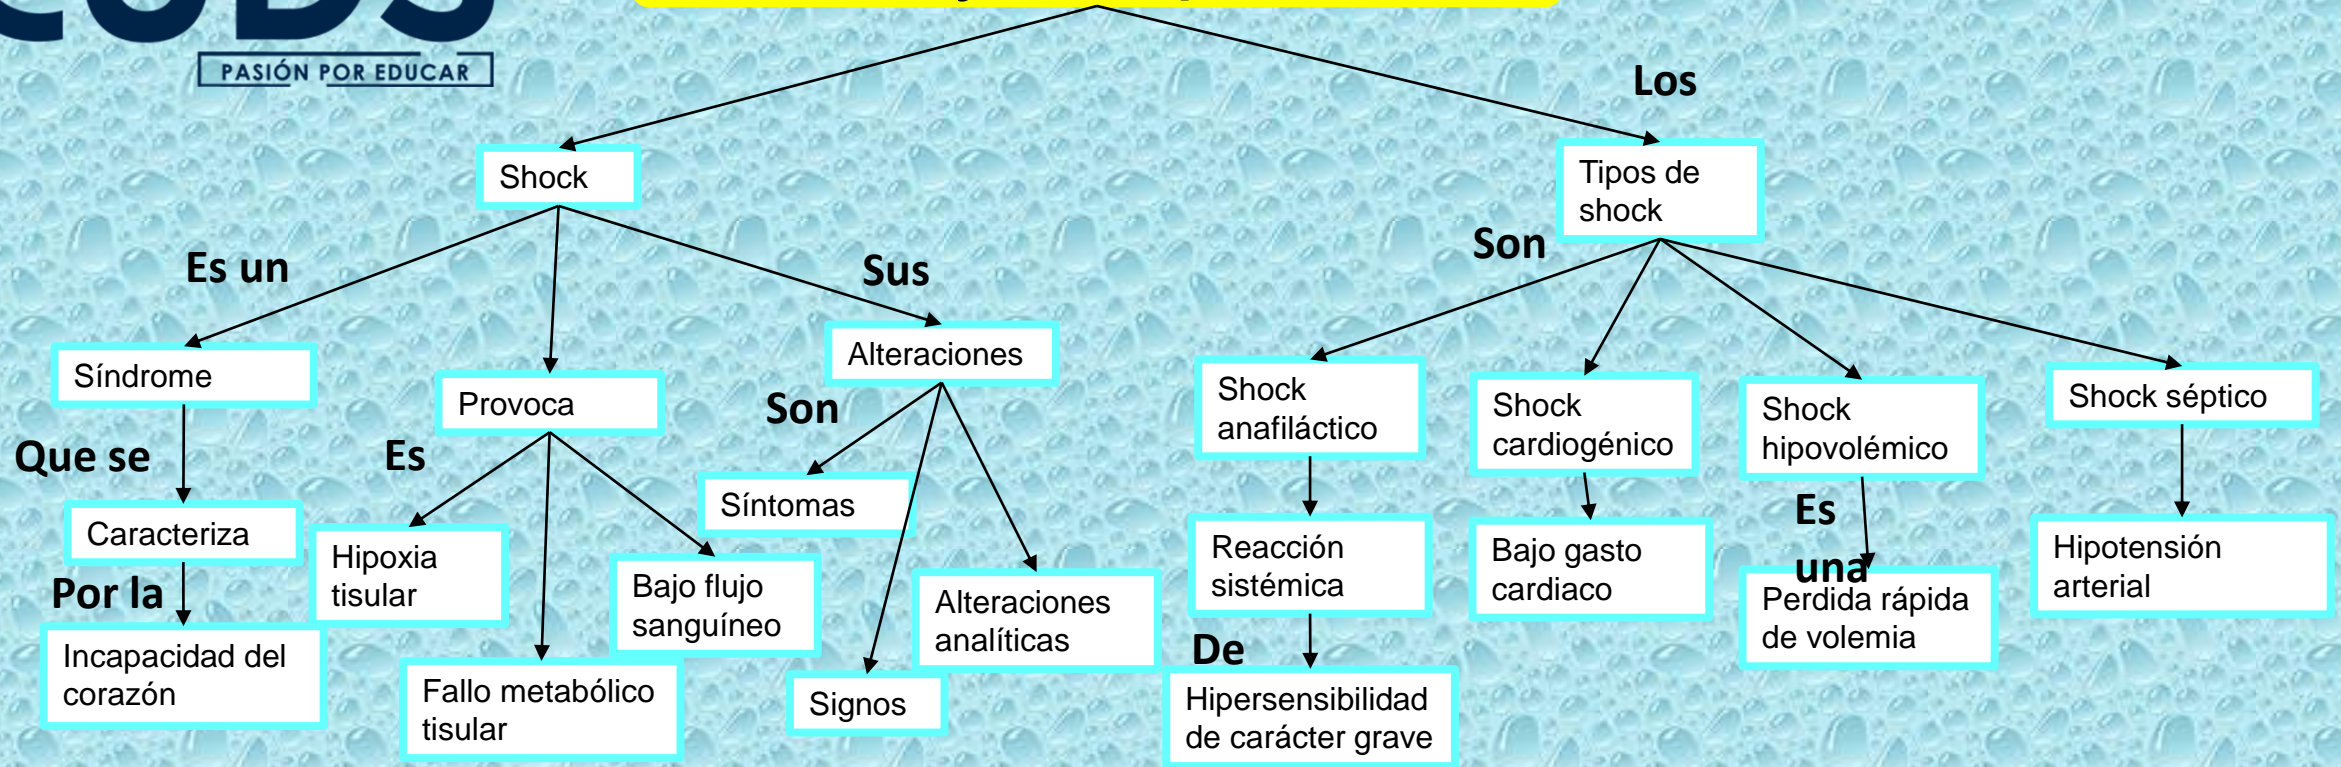 PASIÓN POR EDUCAR
Los
Shock
Tipos de
shock
Es un
Sus
Son
Síndrome
Provoca
Alteraciones
Shock
anafiláctico
Shock
cardiogénico
Shock
hipovolémico
Shock séptico
Que se
Es
Son
Es
una
Caracteriza
Hipoxia
tisular
Bajo flujo
sanguíneo
Síntomas
Alteraciones
analíticas
Reacción
sistémica
Bajo gasto
cardiaco
Perdida rápida
de volemia
Hipotensión
arterial
Por la
De
Incapacidad del
corazón
Fallo metabólico
tisular
Signos
Hipersensibilidad
de carácter grave